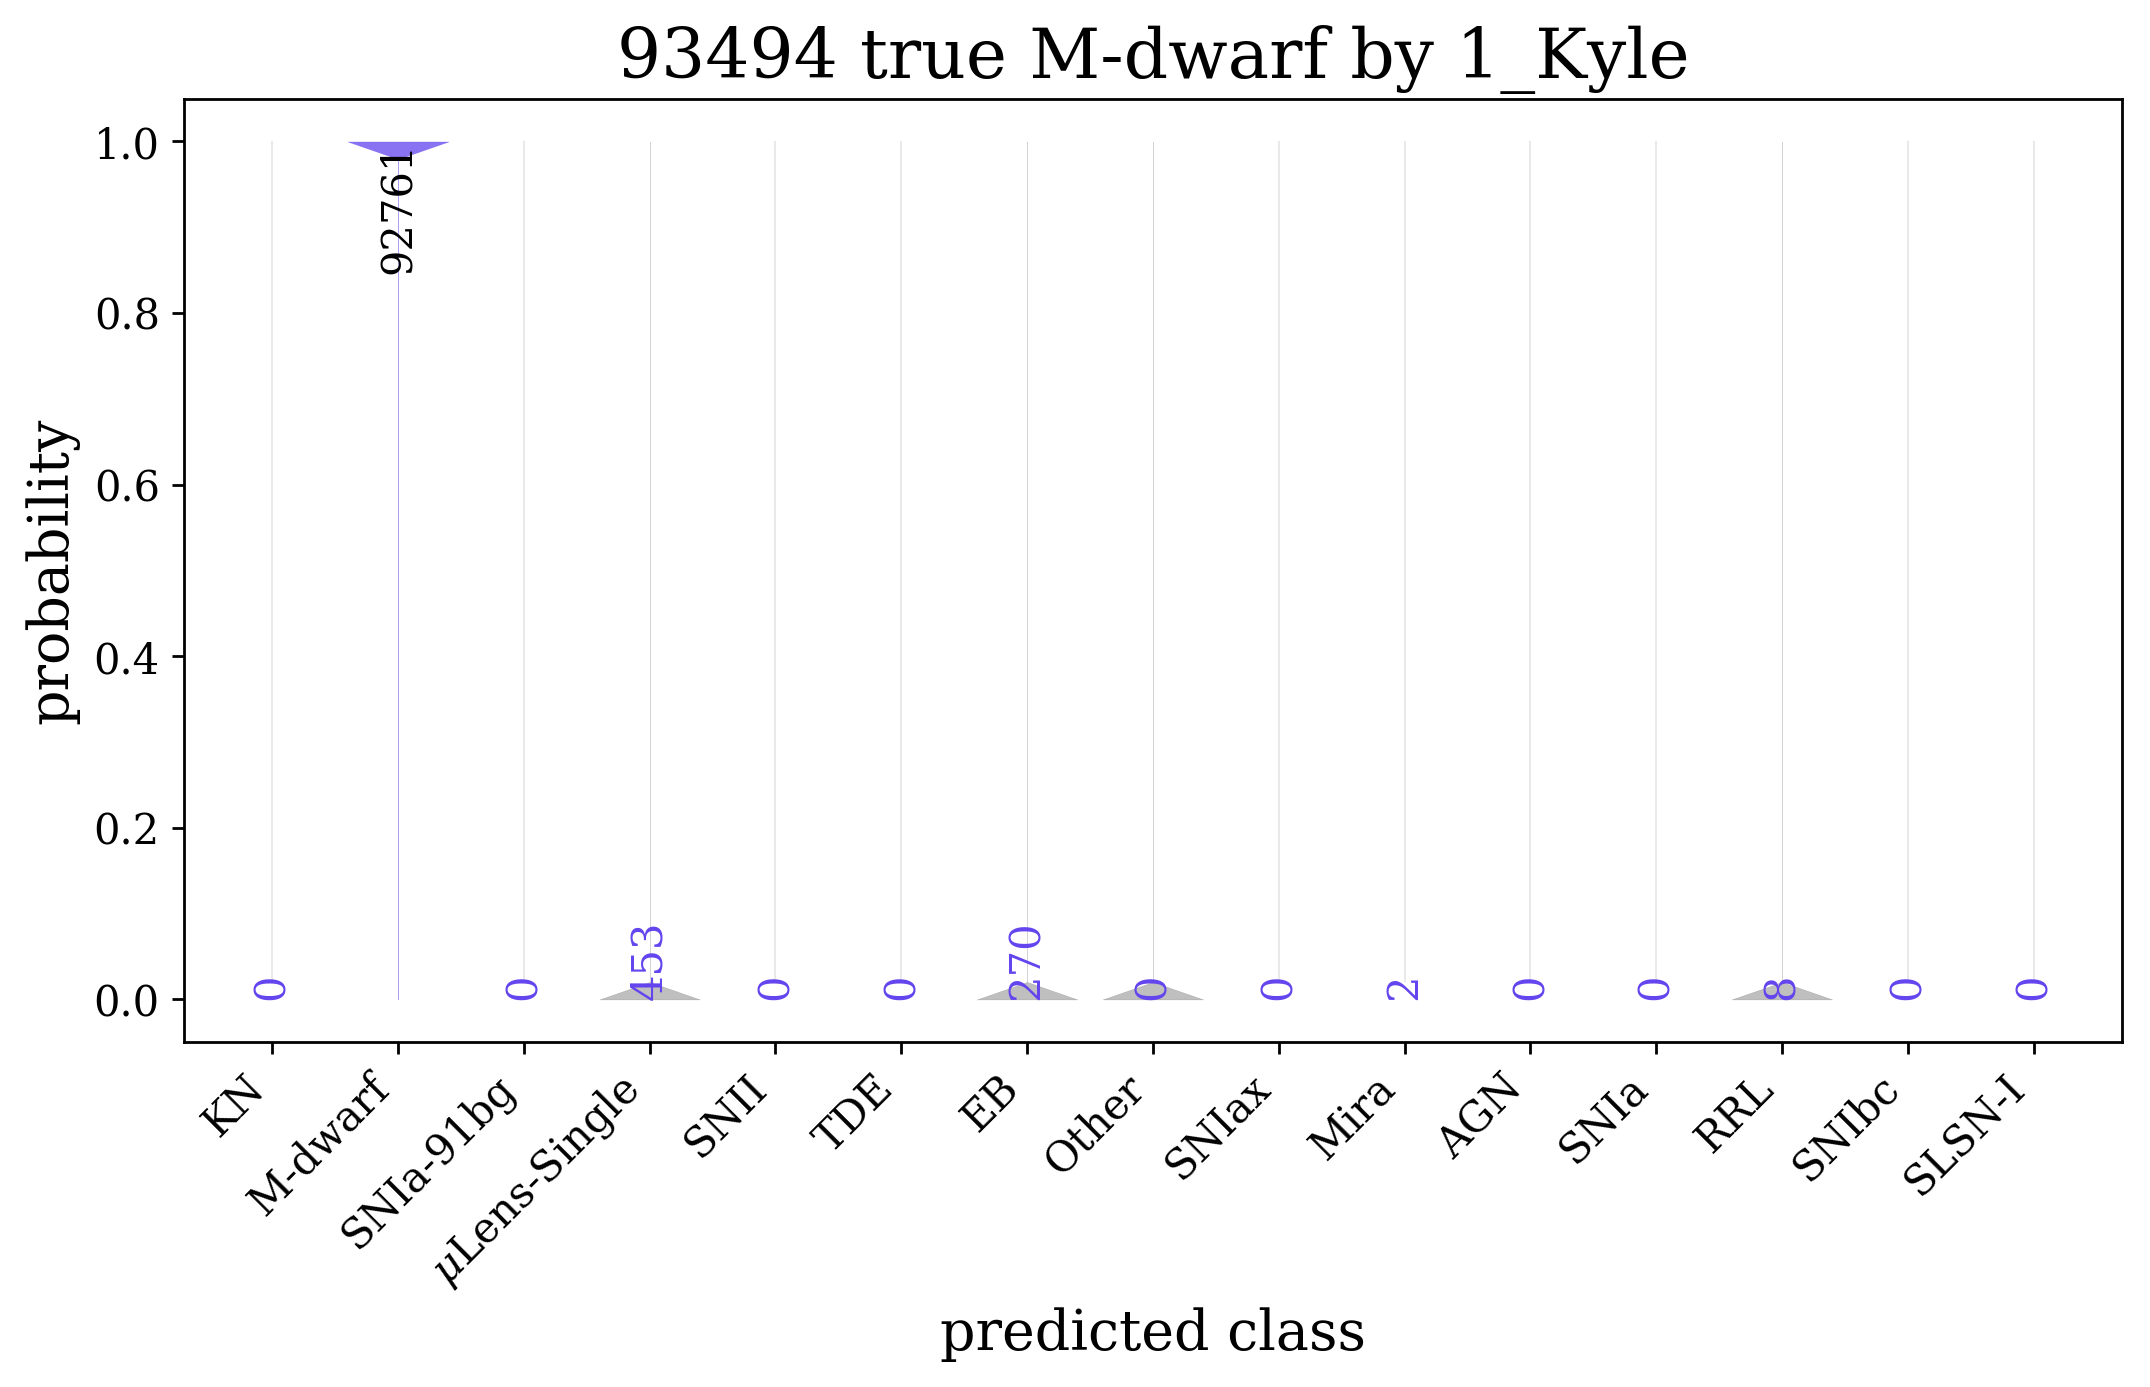 93494 true M-dwarf by 1_Kyle
probability
1.0
0.8
0.6
0.4
0.2
0.0
92761
0
0
453
0
0
270
0
0
2
0
0
8
0
0
KN
M-dwarf
SNIa-91bg
μLens-Single
SNII
TDE
EB
Other
SNIax
Mira
AGN
SNIa
RRL
SNIbc
SLSN-I
predicted class